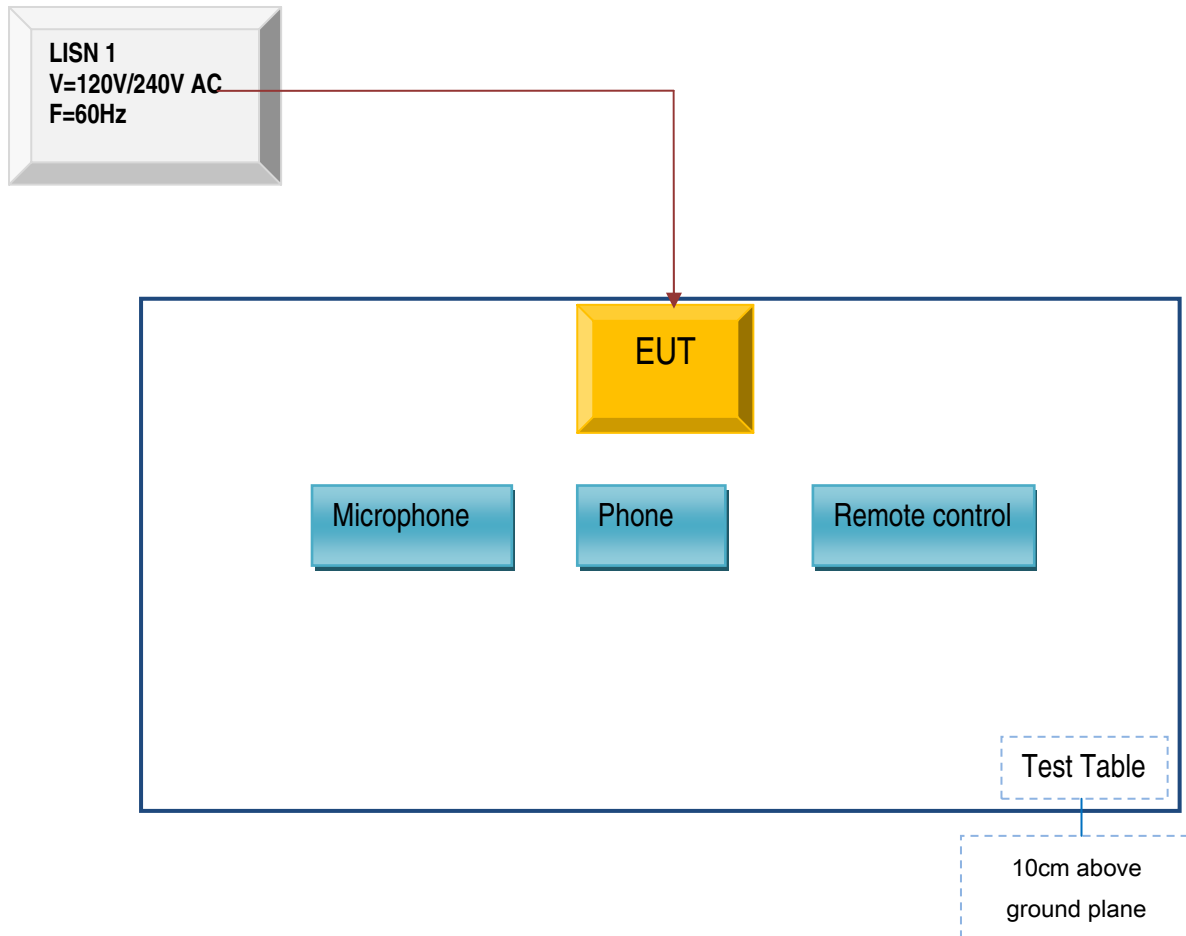 LISN 1
V=120V/240V AC
F=60Hz
EUT
Microphone
Phone
Remote control
Test Table
10cm above
ground plane